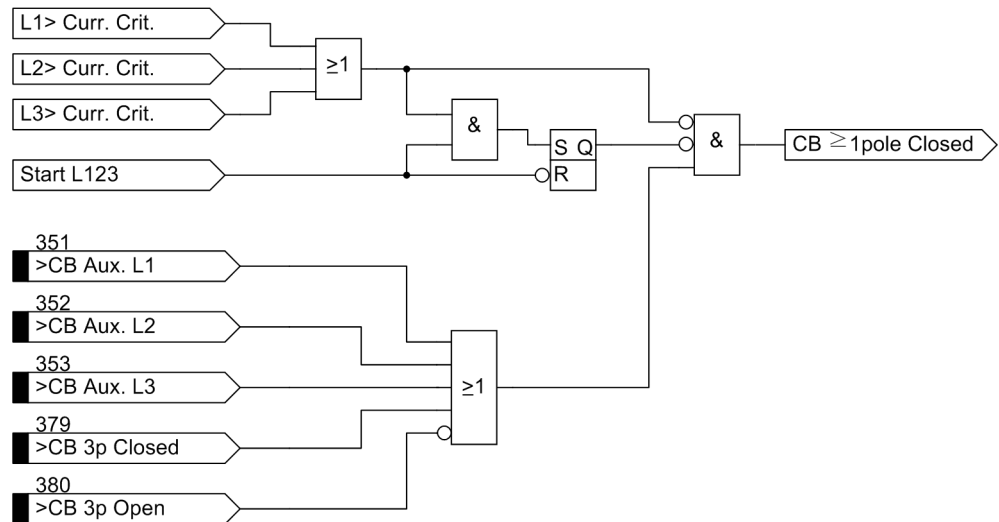 L1> Curr. Crit.
L2> Curr. Crit.
L3> Curr. Crit.
≥1
&
S Q
R
&
CB ≥1pole Closed
Start L123
351
>CB Aux. L1
352
>CB Aux. L2
353
>CB Aux. L3
≥1
379
>CB 3p Closed
380
>CB 3p Open